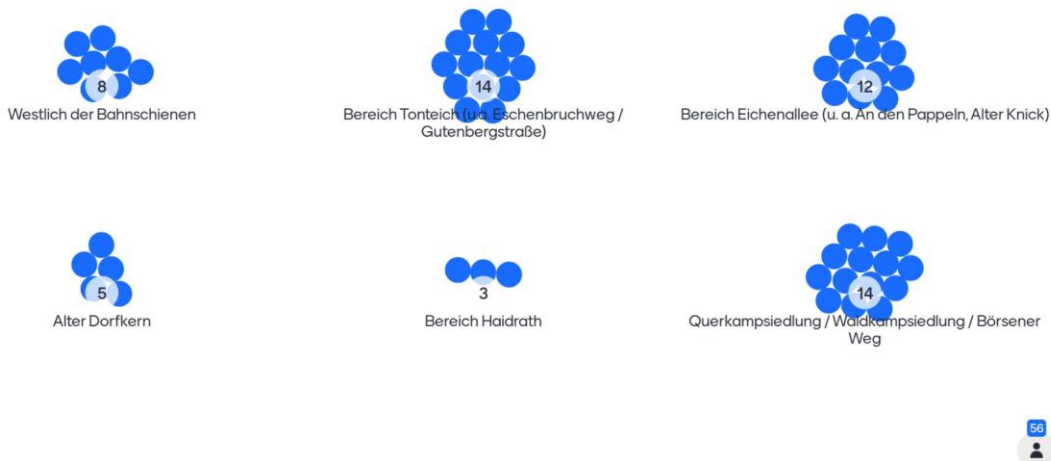 8
Westlich der Bahnschienen
14
Bereich Tonteich (u.a. Eschenbruchweg /
Gutenbergstraße)
12
Bereich Eichenallee (u. a. An den Pappeln, Alter Knick)
5
Alter Dorfkern
3
Bereich Haidrath
14
Querkampsiedlung / Waldkampsiedlung / Börsener
Weg
56